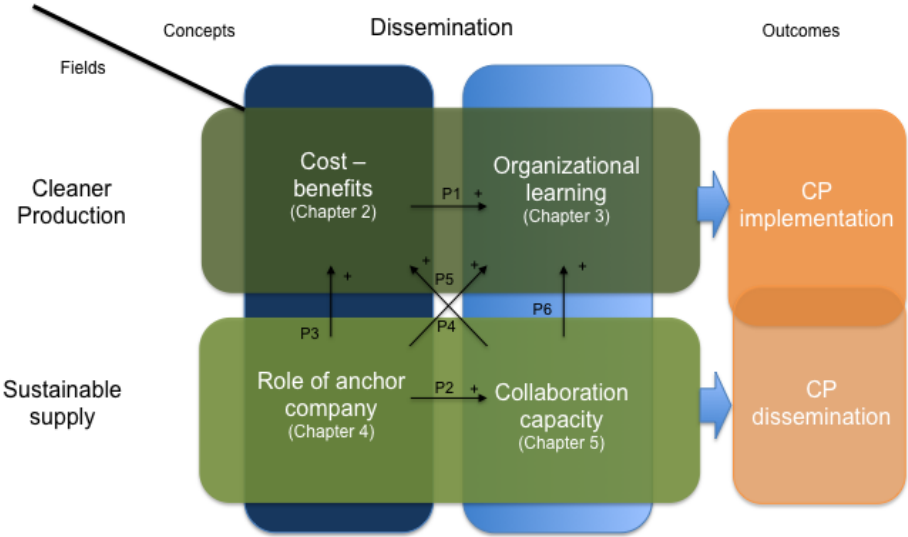 Concepts
Dissemination
Outcomes
Fields
Cleaner
Production
Cost –
benefits
(Chapter 2)
P1
+
Organizational
learning
(Chapter 3)
CP
implementation
+
P5
+
+
+
P3
P4
P6
Sustainable
supply
Role of anchor
company
(Chapter 4)
P2
+
Collaboration
capacity
(Chapter 5)
CP
dissemination